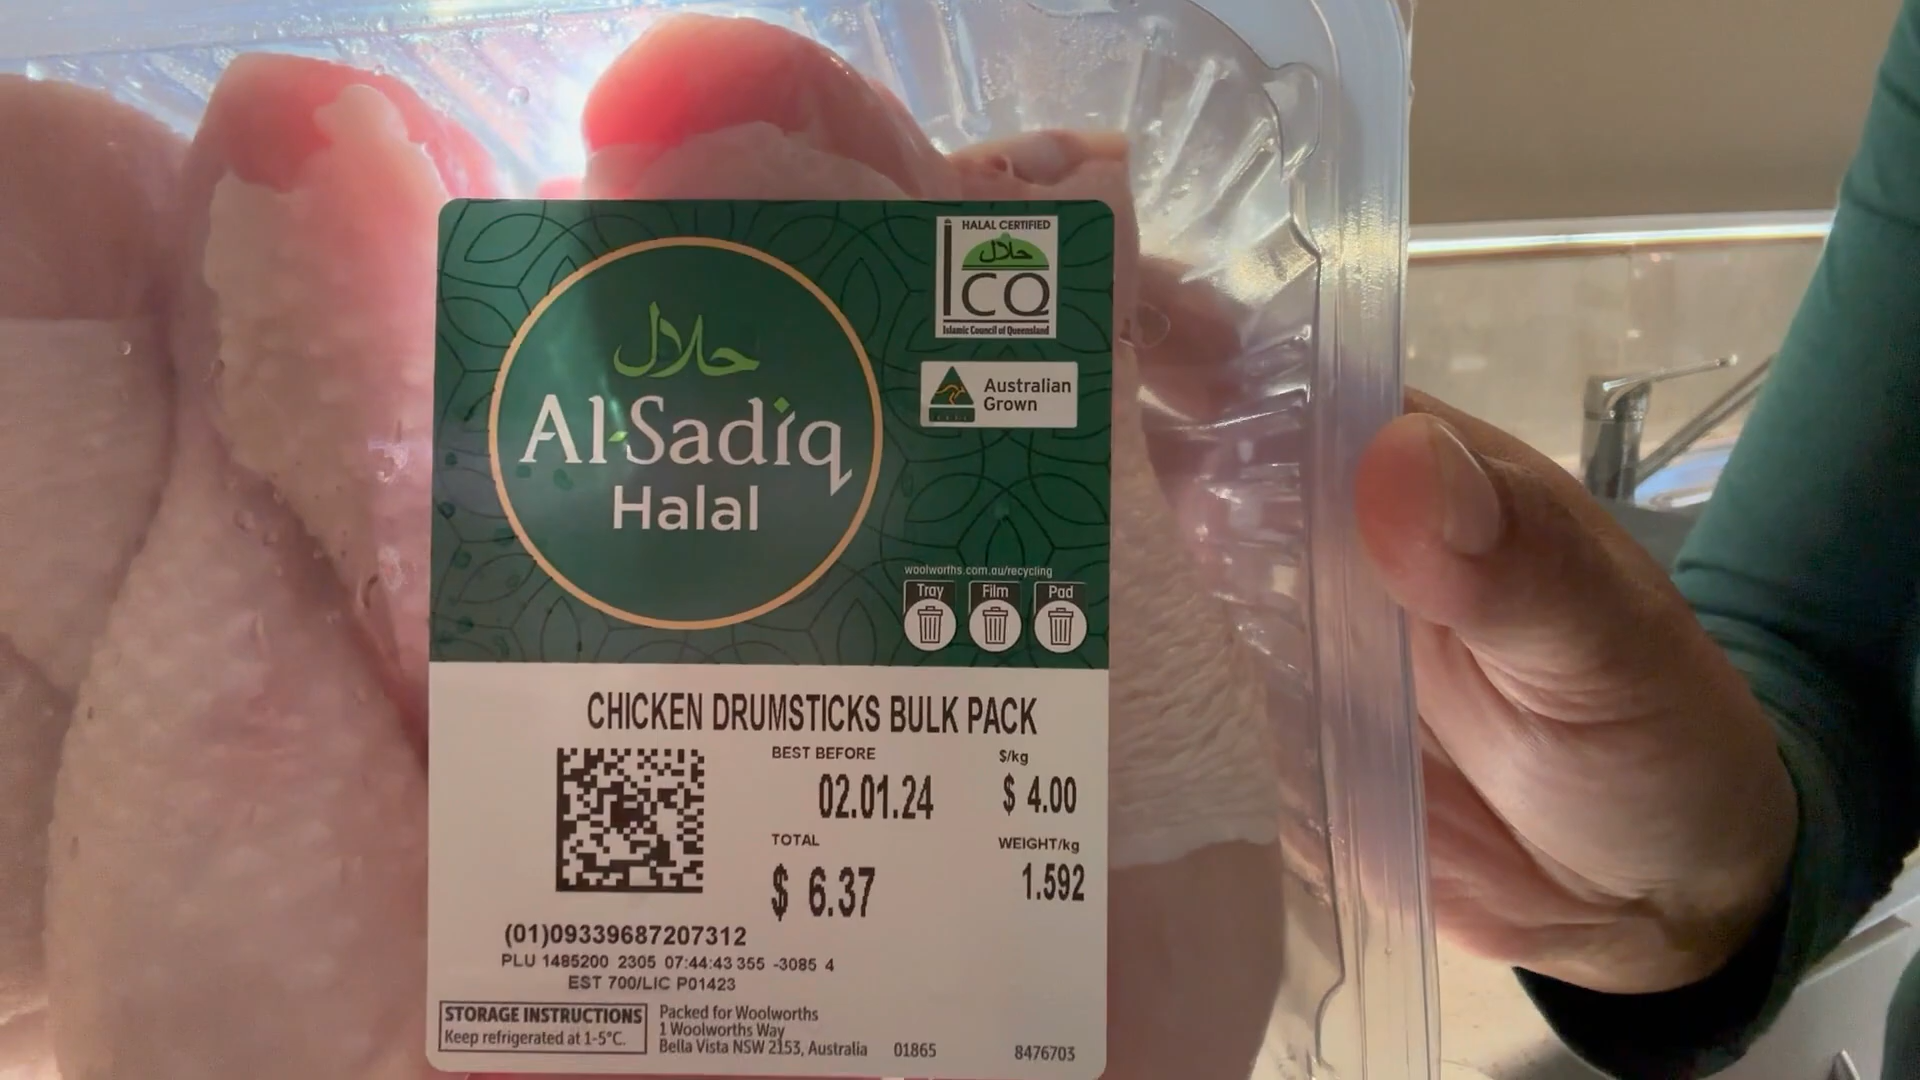 HALAL CERTIFIED
حلال
ICQ
Islamic Council of Queensland
حلال
Al-Sadiq
Halal
Australian
Grown
woolworths.com.au/recycling
Tray Film Pad
CHICKEN DRUMSTICKS BULK PACK
BEST BEFORE $/kg
02.01.24 $ 4.00
TOTAL WEIGHT/kg
$ 6.37 1.592
(01)09339687207312
PLU 1485200 2305 07:44:43 355 -3085 4
EST 700/LIC P01423
STORAGE INSTRUCTIONS
Keep refrigerated at 1-5°C.
Packed for Woolworths
1 Woolworths Way
Bella Vista NSW 2153, Australia 01865 8476703